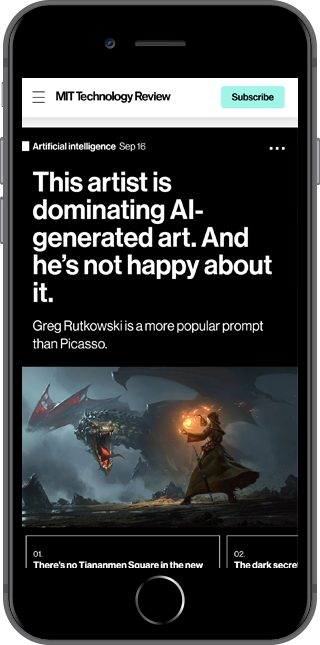 MIT Technology Review
Subscribe
Artificial intelligence Sep 16
This artist is
dominating AI-
generated art. And
he’s not happy about
it.
Greg Rutkowski is a more popular prompt
than Picasso.
01.
There’s no Tiananmen Square in the new
02.
The dark secret